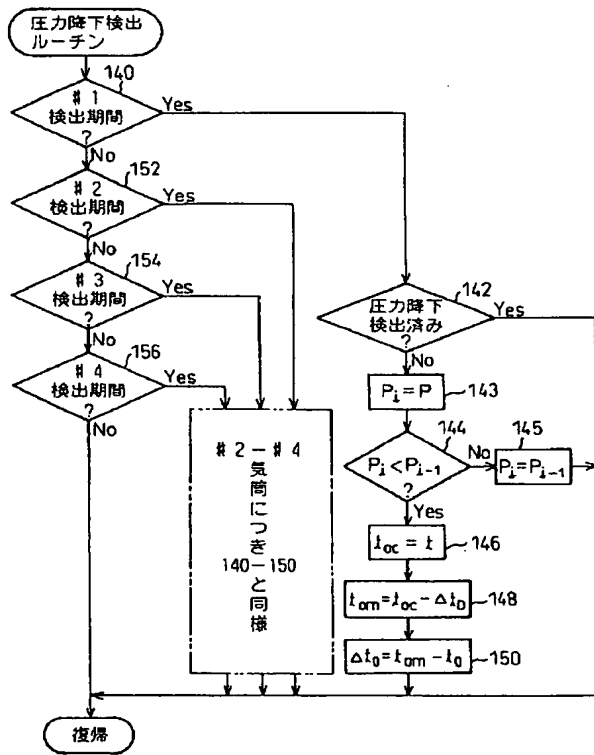 圧力降下検出
ルーチン
140
#1
検出期間
?
Yes
No
152
#2
検出期間
?
Yes
No
154
#3
検出期間
?
Yes
No
156
#4
検出期間
?
Yes
No
142
圧力降下
検出済み
?
Yes
No
Pi=P
143
144
Pi<Pi-1
?
No
145
Pi=Pi-1
Yes
toc=t
146
tom=toc-ΔtD
148
Δt0=tom-t0
150
#2-#4
気筒につき
140-150
と同様
復帰